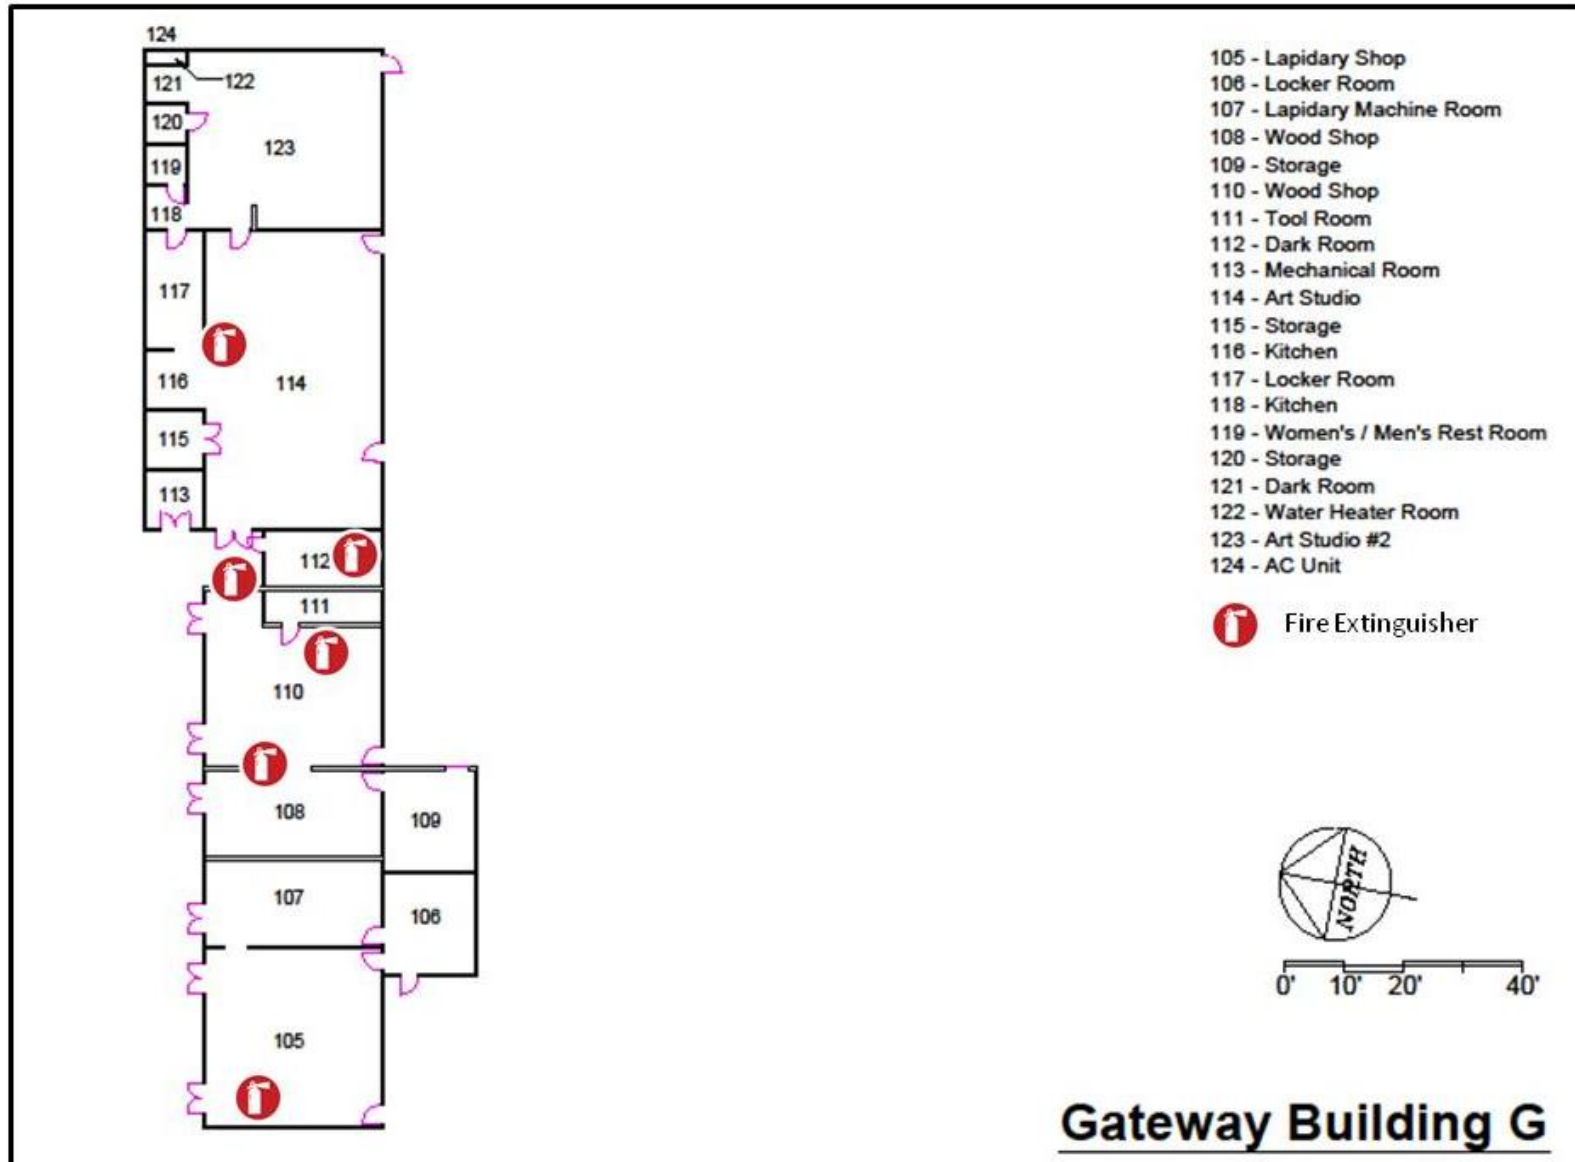 124
121
122
120
123
119
118
117
116
114
115
113
112
111
110
108
109
107
106
105
105 - Lapidary Shop
106 - Locker Room
107 - Lapidary Machine Room
108 - Wood Shop
109 - Storage
110 - Wood Shop
111 - Tool Room
112 - Dark Room
113 - Mechanical Room
114 - Art Studio
115 - Storage
116 - Kitchen
117 - Locker Room
118 - Kitchen
119 - Women's / Men's Rest Room
120 - Storage
121 - Dark Room
122 - Water Heater Room
123 - Art Studio #2
124 - AC Unit
Fire Extinguisher
NORTH
0' 10' 20' 40'
Gateway Building G